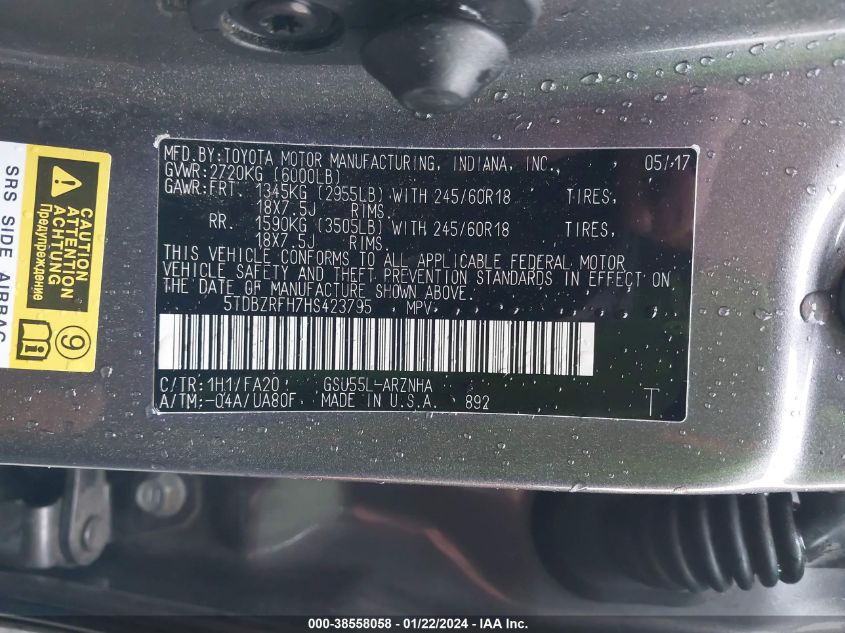 MFD.BY:TOYOTA MOTOR MANUFACTURING, INDIANA, INC. 05/17
GVWR:2720KG (6000LB)
GAWR:FRT. 1345KG (2955LB) WITH 245/60R18 TIRES,
18X7.5J RIMS.
RR. 1590KG (3505LB) WITH 245/60R18 TIRES,
18X7.5J RIMS.
THIS VEHICLE CONFORMS TO ALL APPLICABLE FEDERAL MOTOR
VEHICLE SAFETY AND THEFT PREVENTION STANDARDS IN EFFECT ON
THE DATE OF MANUFACTURE SHOWN ABOVE.
5TDBZRFH7HS423795 MPV
C/TR:1H1/FA20 GSU55L-ARZNHA
A/TM:-04A/UA80F MADE IN U.S.A. 892 T
SRS SIDE AIRBAG
CAUTION
ATTENTION
ACHTUNG
Предупреждение
9
000-38558058 - 01/22/2024 - IAA Inc.